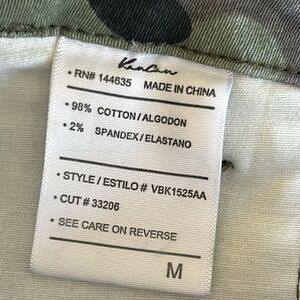 KanCan
• RN# 144635 MADE IN CHINA
• 98% COTTON/ALGODON
• 2% SPANDEX/ELASTANO
• STYLE / ESTILO # VBK1525AA
• CUT # 33206
• SEE CARE ON REVERSE
M